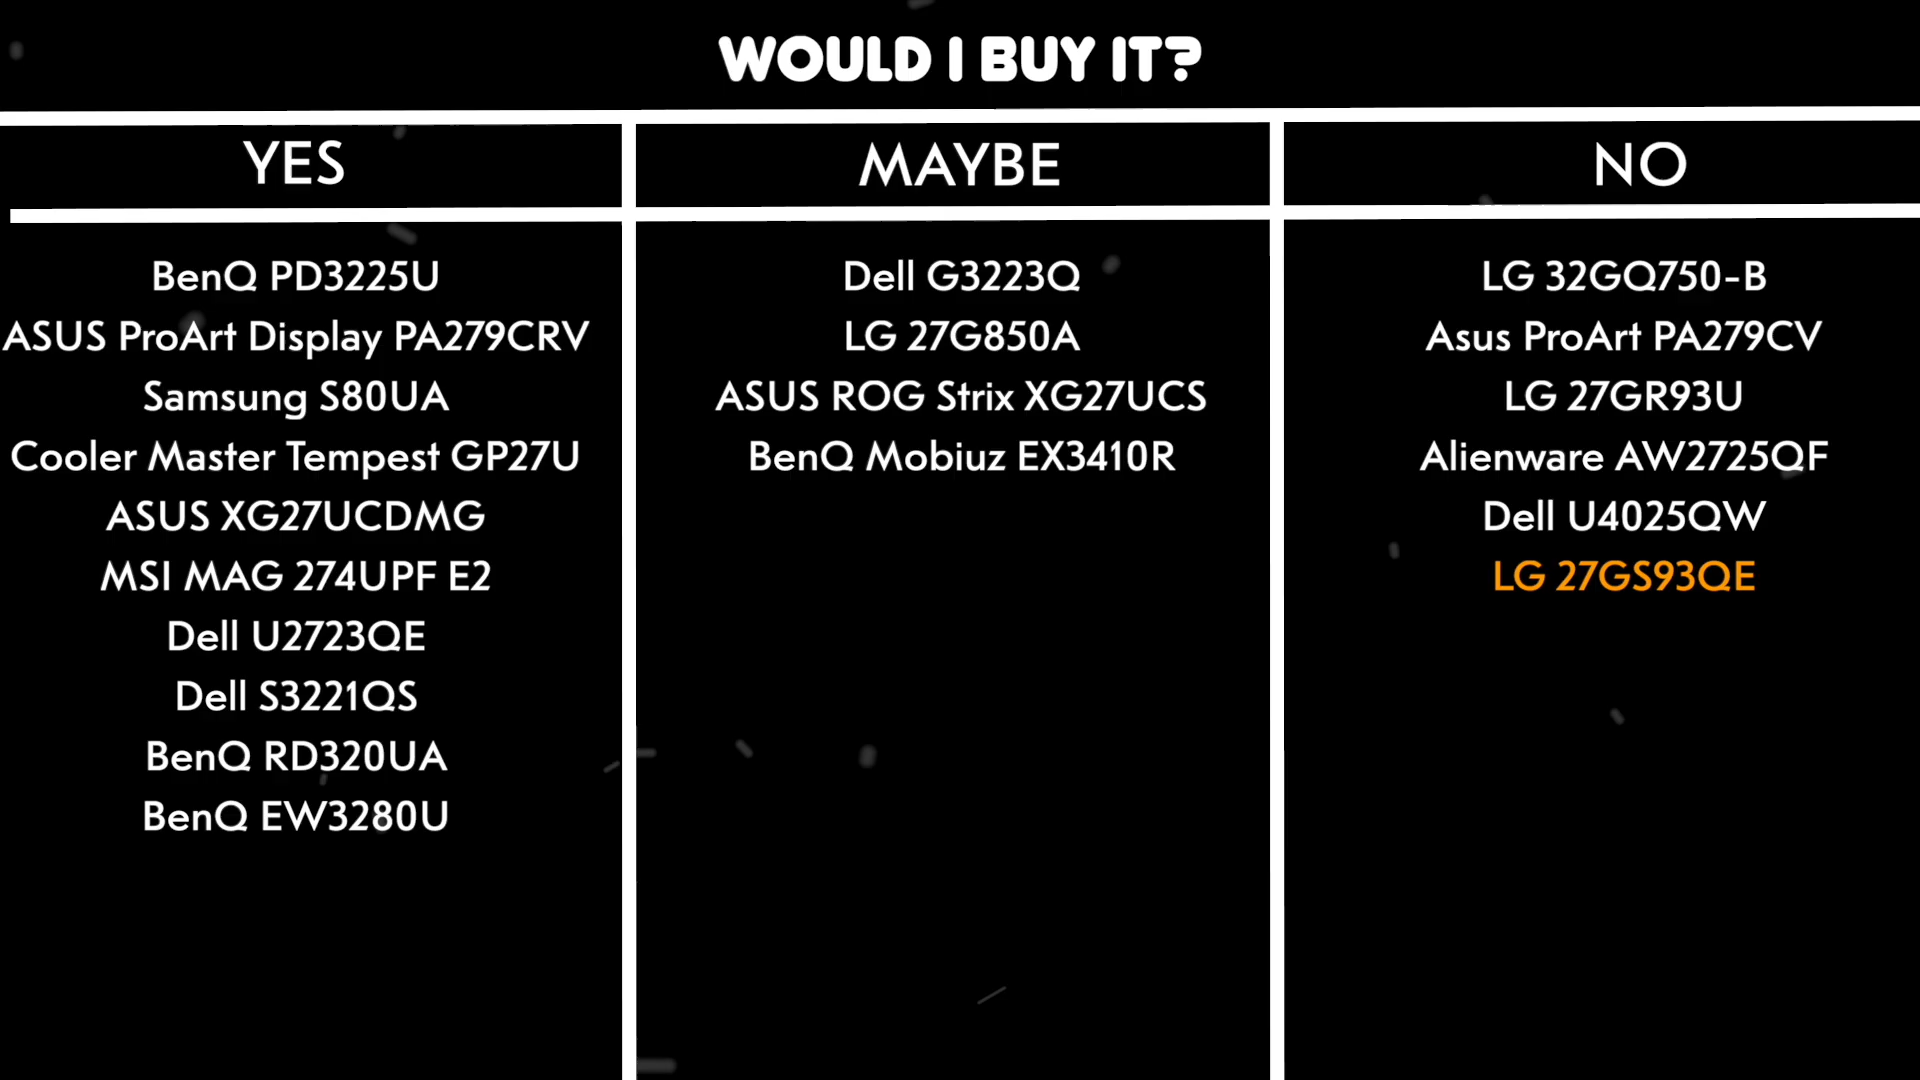 WOULD I BUY IT?
YES
BenQ PD3225U
ASUS ProArt Display PA279CRV
Samsung S80UA
Cooler Master Tempest GP27U
ASUS XG27UCDMG
MSI MAG 274UPF E2
Dell U2723QE
Dell S3221QS
BenQ RD320UA
BenQ EW3280U
MAYBE
Dell G3223Q
LG 27G850A
ASUS ROG Strix XG27UCS
BenQ Mobiuz EX3410R
NO
LG 32GQ750-B
Asus ProArt PA279CV
LG 27GR93U
Alienware AW2725QF
Dell U4025QW
LG 27GS93QE